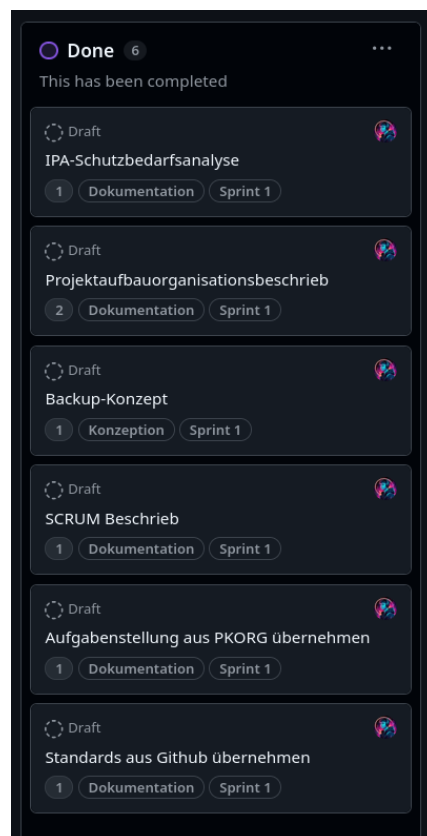 Done 6
This has been completed
Draft
IPA-Schutzbedarfsanalyse
1 Dokumentation Sprint 1
Draft
Projektaufbauorganisationsbeschrieb
2 Dokumentation Sprint 1
Draft
Backup-Konzept
1 Konzeption Sprint 1
Draft
SCRUM Beschrieb
1 Dokumentation Sprint 1
Draft
Aufgabenstellung aus PKORG übernehmen
1 Dokumentation Sprint 1
Draft
Standards aus Github übernehmen
1 Dokumentation Sprint 1